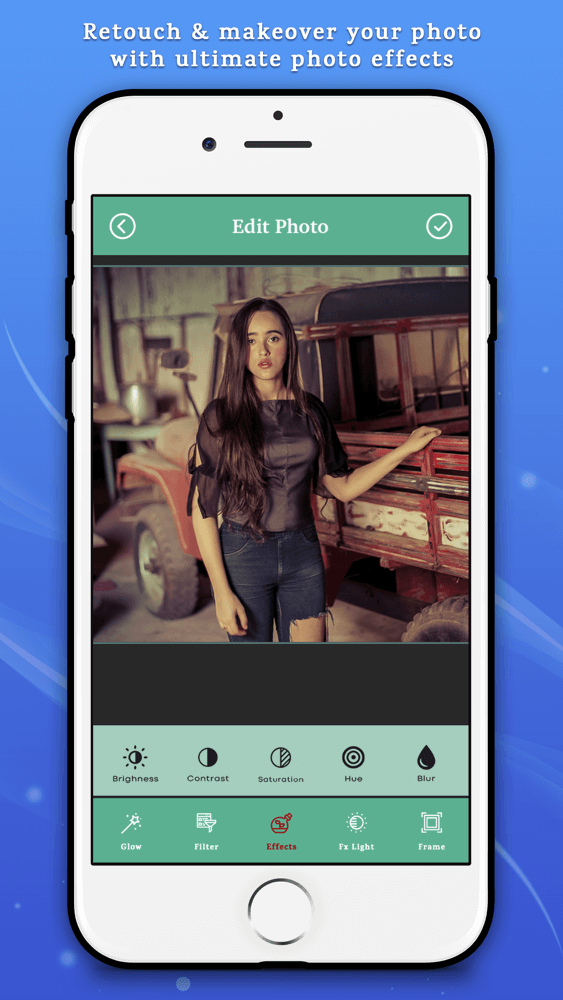 Retouch & makeover your photo
with ultimate photo effects
Edit Photo
Brighness Contrast Saturation Hue Blur
Glow Filter Effects Fx Light Frame